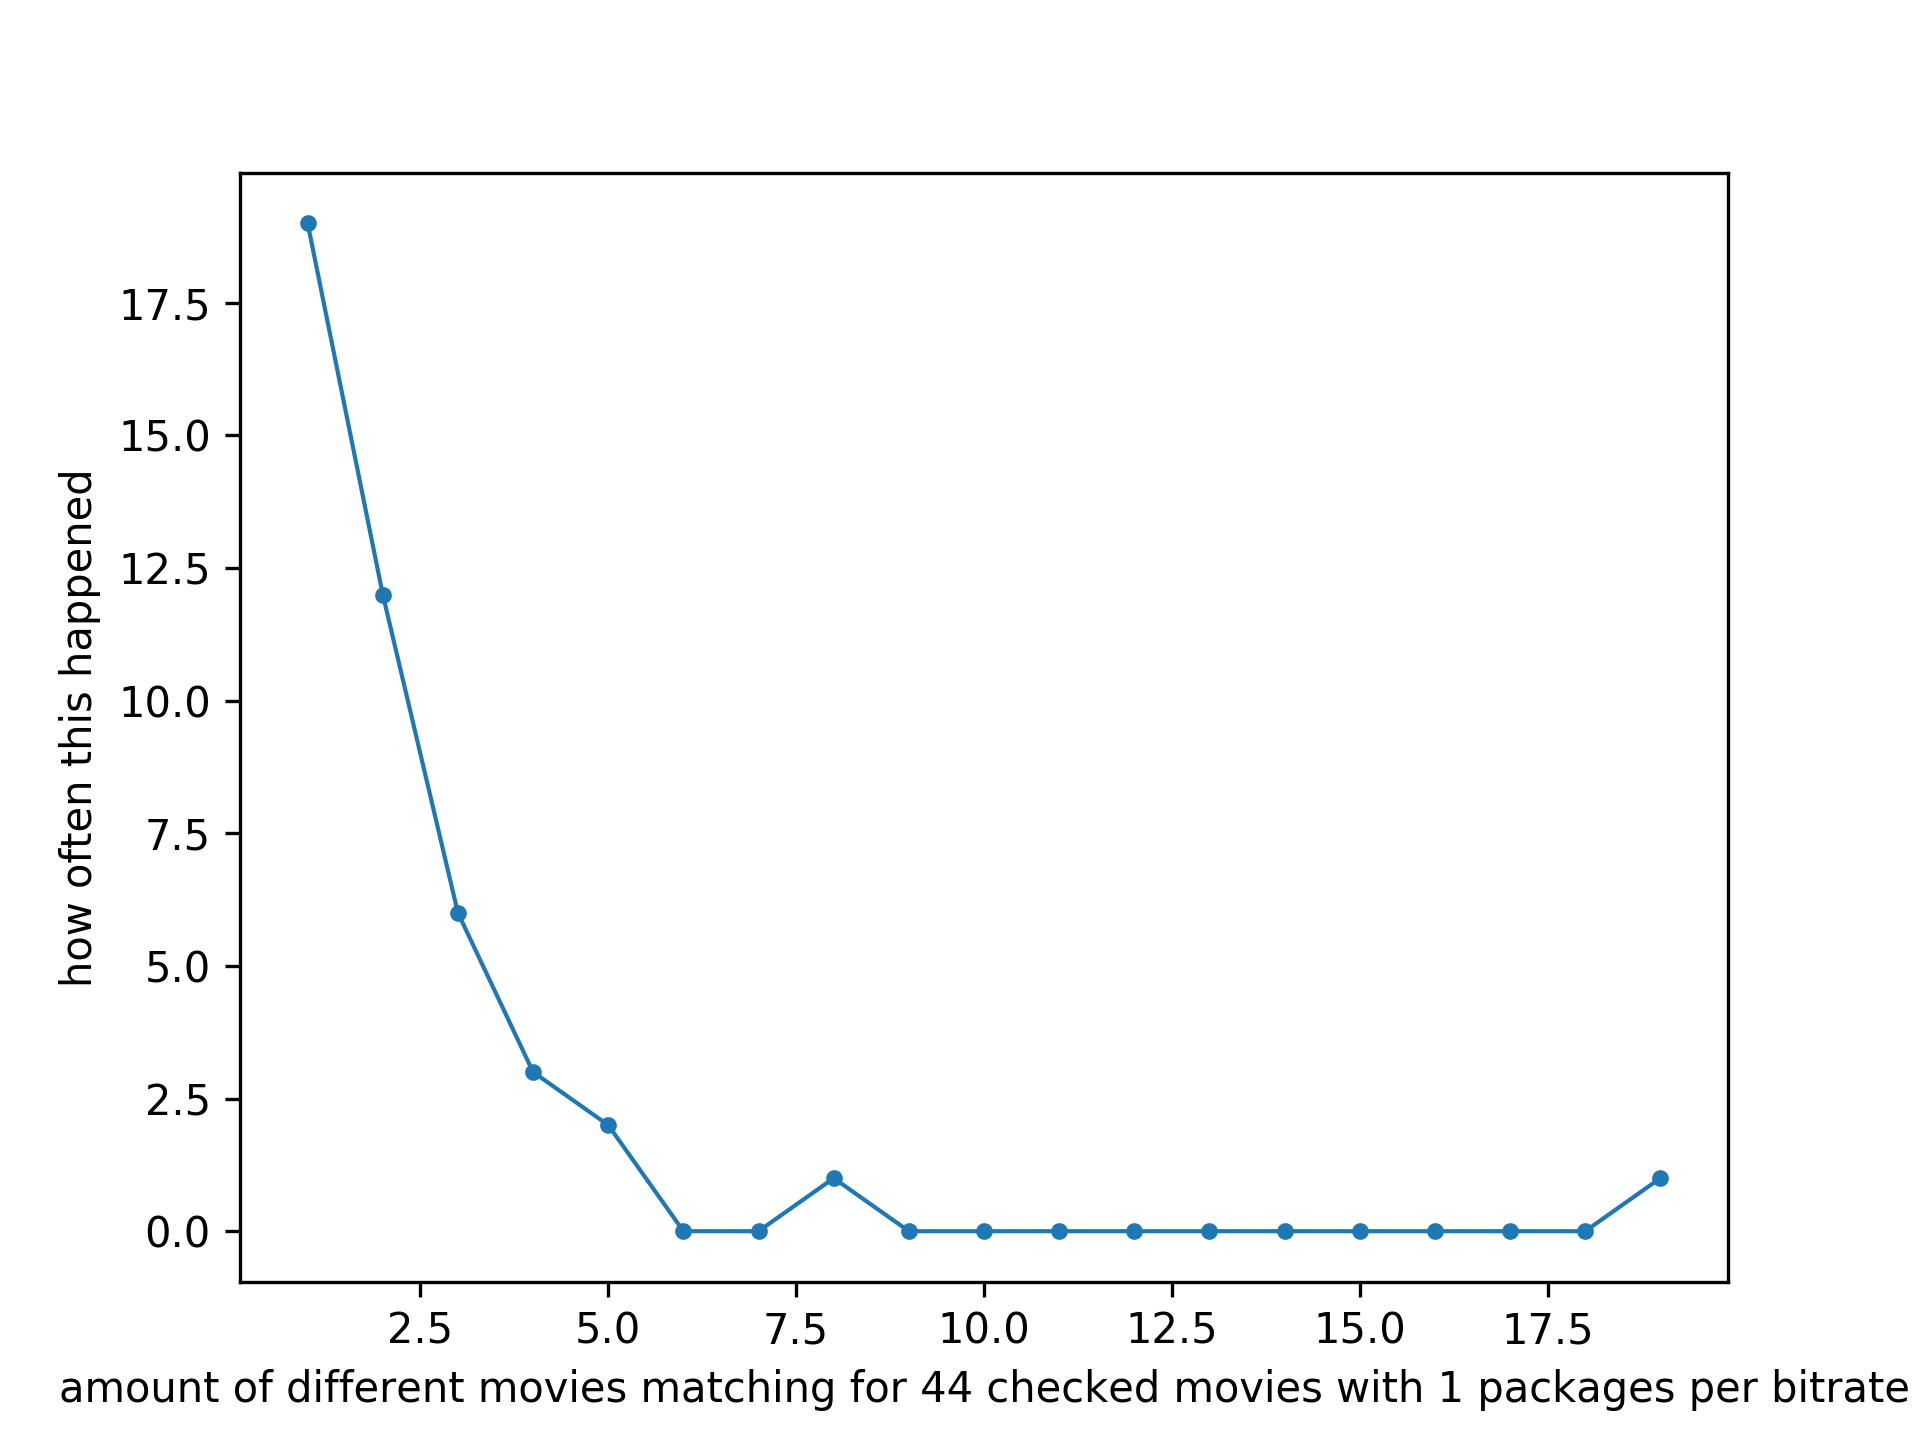 17.5
15.0
12.5
10.0
7.5
5.0
2.5
0.0
how often this happened
2.5 5.0 7.5 10.0 12.5 15.0 17.5
amount of different movies matching for 44 checked movies with 1 packages per bitrate